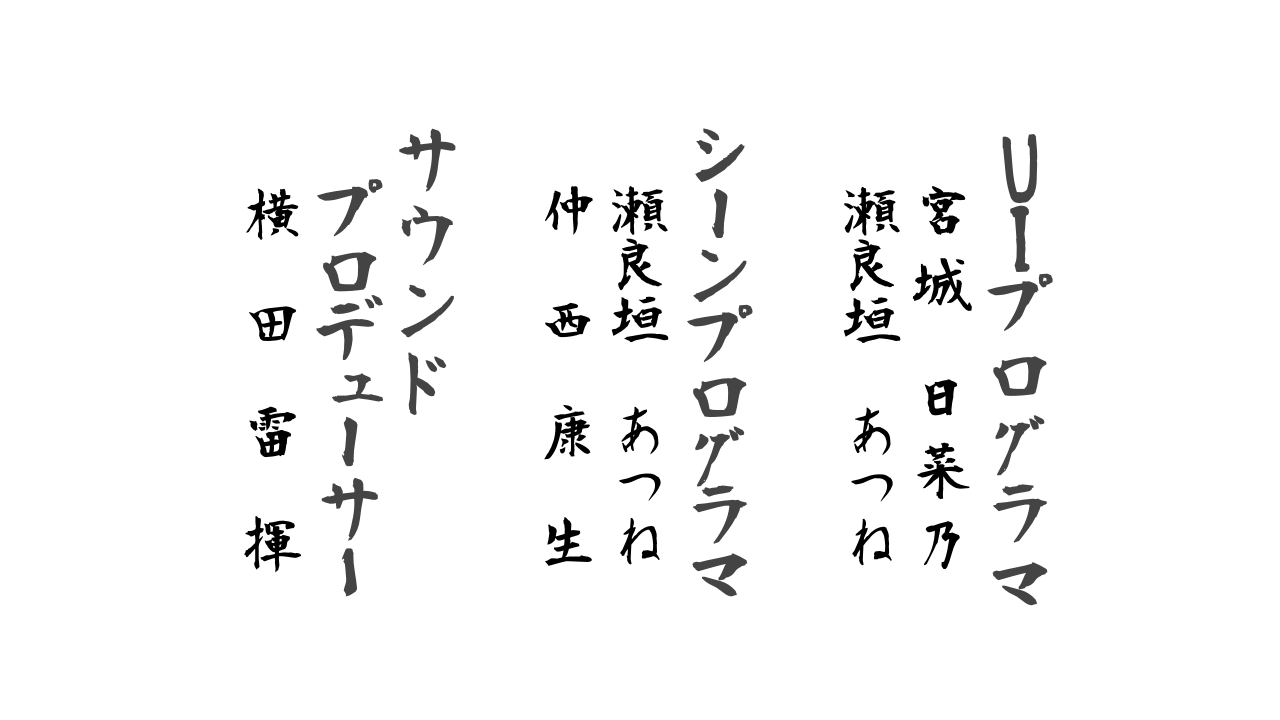 UIプログラマ
宮城 日菜乃
瀬良垣 あつね
シーンプログラマ
瀬良垣 あつね
仲西康生
サウンド
プロデューサー
横田雷揮